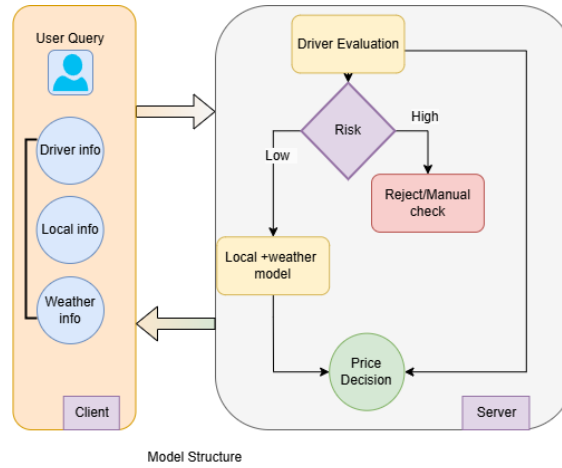 User Query
Driver info
Local info
Weather
info
Client
Driver Evaluation
Risk
High
Low
Reject/Manual
check
Local +weather
model
Price
Decision
Server
Model Structure